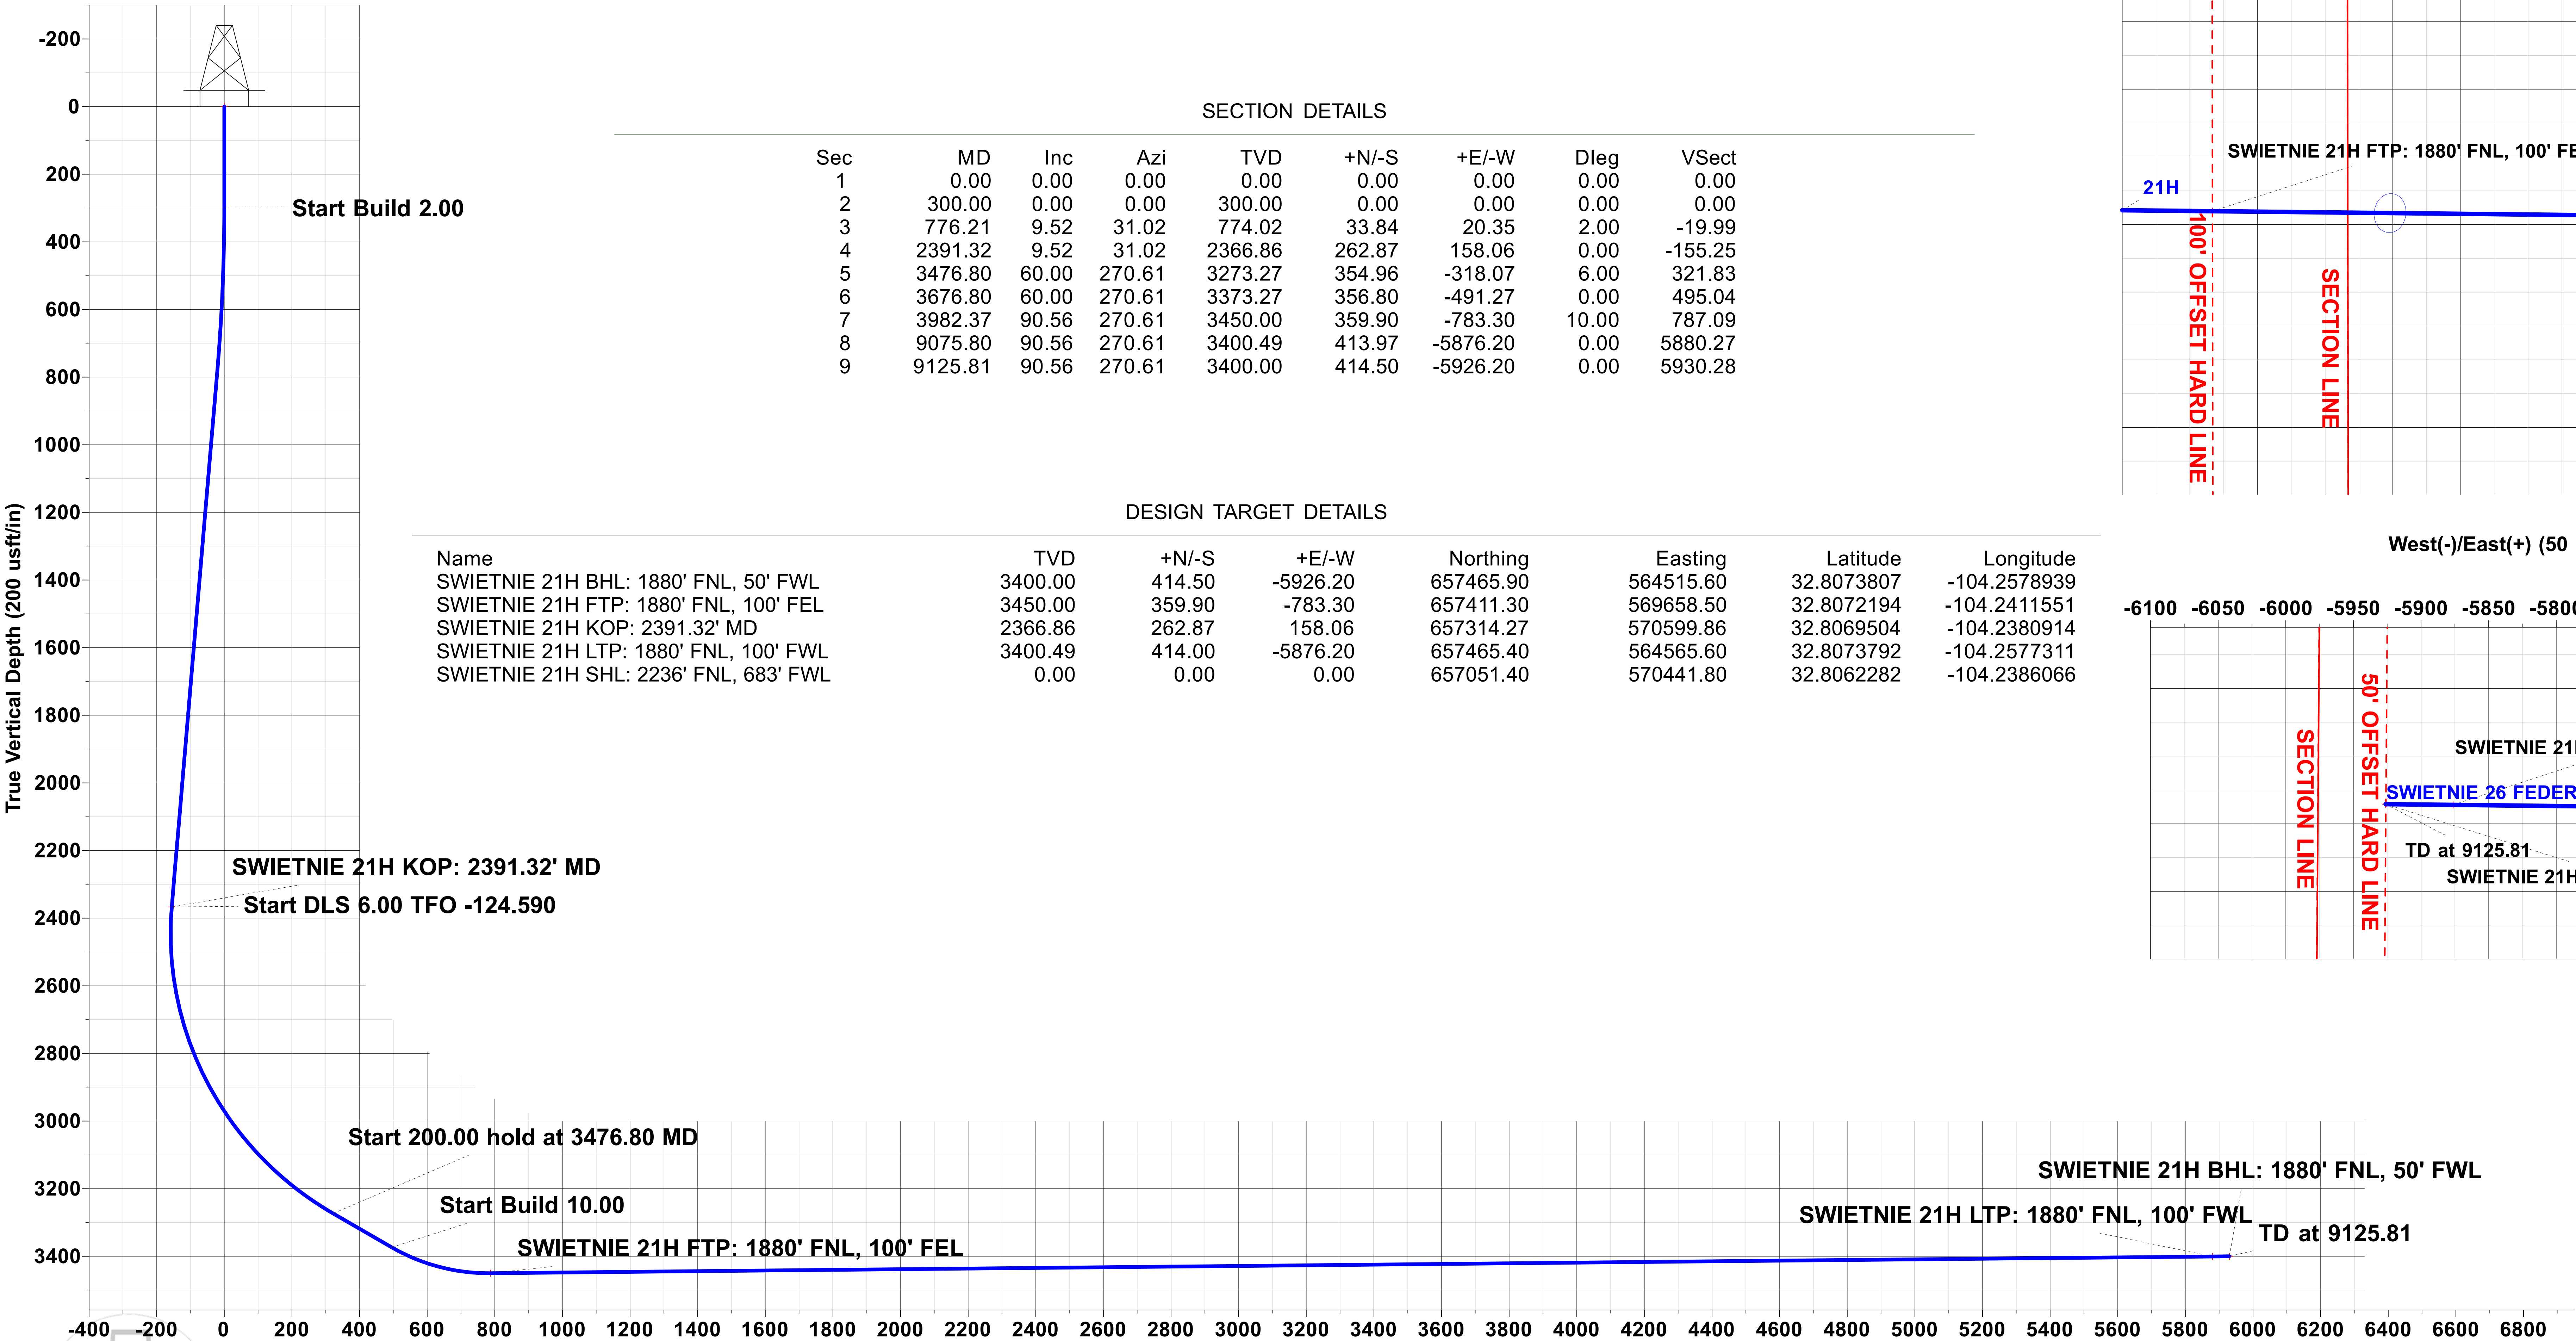 True Vertical Depth (200 usft/in)
-200
0
200
400
600
800
1000
1200
1400
1600
1800
2000
2200
2400
2600
2800
3000
3200
3400
Start Build 2.00
SWIETNIE 21H KOP: 2391.32' MD
Start DLS 6.00 TFO -124.590
Start 200.00 hold at 3476.80 MD
Start Build 10.00
SWIETNIE 21H FTP: 1880' FNL, 100' FEL
SWIETNIE 21H BHL: 1880' FNL, 50' FWL
SWIETNIE 21H LTP: 1880' FNL, 100' FWL
TD at 9125.81
-400 -200 0 200 400 600 800 1000 1200 1400 1600 1800 2000 2200 2400 2600 2800 3000 3200 3400 3600 3800 4000 4200 4400 4600 4800 5000 5200 5400 5600 5800 6000 6200 6400 6600 6800
SECTION DETAILS
Sec MD Inc Azi TVD +N/-S +E/-W Dleg VSect
1 0.00 0.00 0.00 0.00 0.00 0.00 0.00 0.00
2 300.00 0.00 0.00 300.00 0.00 0.00 0.00 0.00
3 776.21 9.52 31.02 774.02 33.84 20.35 2.00 -19.99
4 2391.32 9.52 31.02 2366.86 262.87 158.06 0.00 -155.25
5 3476.80 60.00 270.61 3273.27 354.96 -318.07 6.00 321.83
6 3676.80 60.00 270.61 3373.27 356.80 -491.27 0.00 495.04
7 3982.37 90.56 270.61 3450.00 359.90 -783.30 10.00 787.09
8 9075.80 90.56 270.61 3400.49 413.97 -5876.20 0.00 5880.27
9 9125.81 90.56 270.61 3400.00 414.50 -5926.20 0.00 5930.28
DESIGN TARGET DETAILS
Name TVD +N/-S +E/-W Northing Easting Latitude Longitude
SWIETNIE 21H BHL: 1880' FNL, 50' FWL 3400.00 414.50 -5926.20 657465.90 564515.60 32.8073807 -104.2578939
SWIETNIE 21H FTP: 1880' FNL, 100' FEL 3450.00 359.90 -783.30 657411.30 569658.50 32.8072194 -104.2411551
SWIETNIE 21H KOP: 2391.32' MD 2366.86 262.87 158.06 657314.27 570599.86 32.8069504 -104.2380914
SWIETNIE 21H LTP: 1880' FNL, 100' FWL 3400.49 414.00 -5876.20 657465.40 564565.60 32.8073792 -104.2577311
SWIETNIE 21H SHL: 2236' FNL, 683' FWL 0.00 0.00 0.00 657051.40 570441.80 32.8062282 -104.2386066
SWIETNIE 21H FTP: 1880' FNL, 100' FE
21H
100' OFFSET HARD LINE
SECTION LINE
West(-)/East(+) (50
-6100 -6050 -6000 -5950 -5900 -5850 -5800
SECTION LINE
50' OFFSET HARD LINE
SWIETNIE 21
SWIETNIE 26 FEDER
TD at 9125.81
SWIETNIE 21H